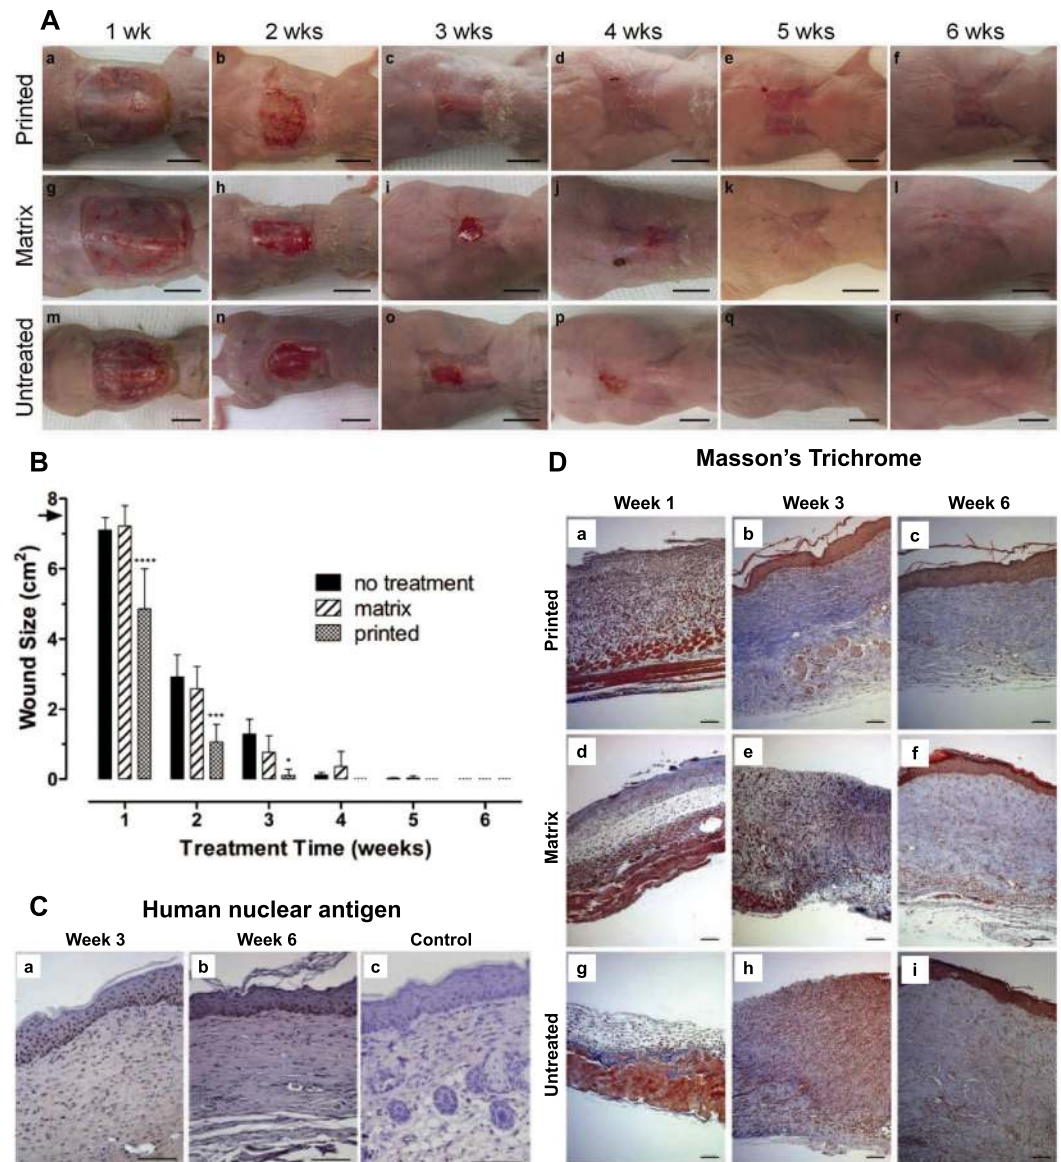 A
1 wk 2 wks 3 wks 4 wks 5 wks 6 wks
Printed
a b c d e f
Matrix
g h i j k l
Untreated
m n o p q r
B
Wound Size (cm²)
8
6
4
2
0
****
***
*
no treatment
matrix
printed
1 2 3 4 5 6
Treatment Time (weeks)
C
Human nuclear antigen
Week 3 Week 6 Control
a b c
D
Masson's Trichrome
Week 1 Week 3 Week 6
Printed
a b c
Matrix
d e f
Untreated
g h i